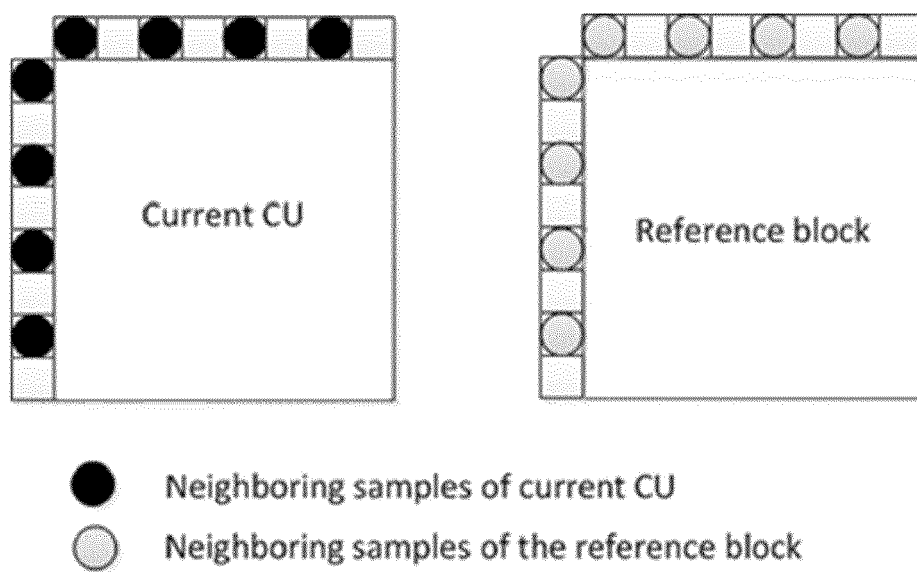 Current CU
Reference block
Neighboring samples of current CU
Neighboring samples of the reference block